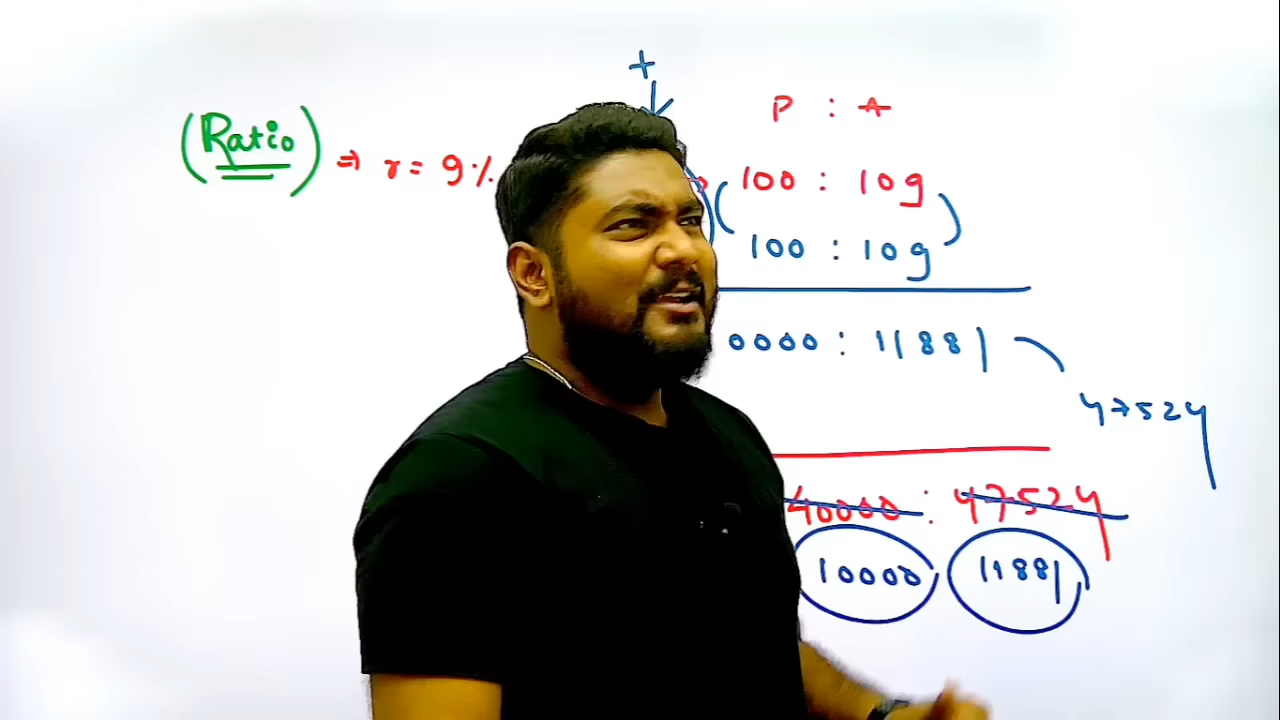 +
P : A
(Ratio) ⇒ r = 9%
100 : 109
100 : 109
0000 : 11881
47524
40000 : 47524
10000 11881